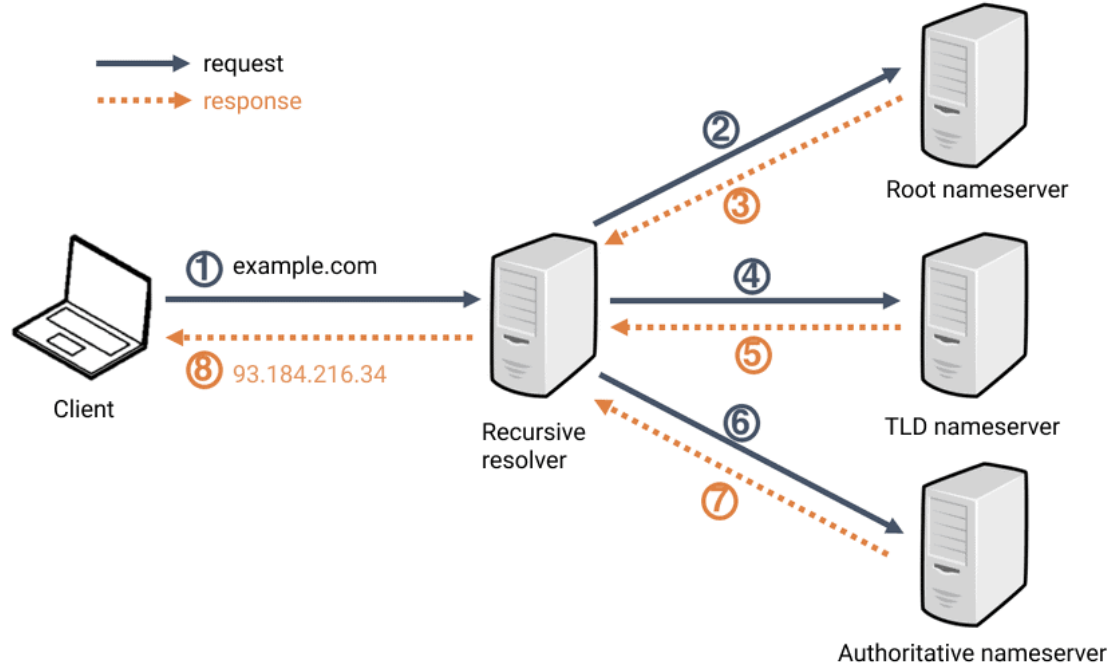 request
response
② 
Root nameserver
③
① example.com
④
⑤
⑧ 93.184.216.34
Client
Recursive
resolver
⑥
TLD nameserver
⑦
Authoritative nameserver